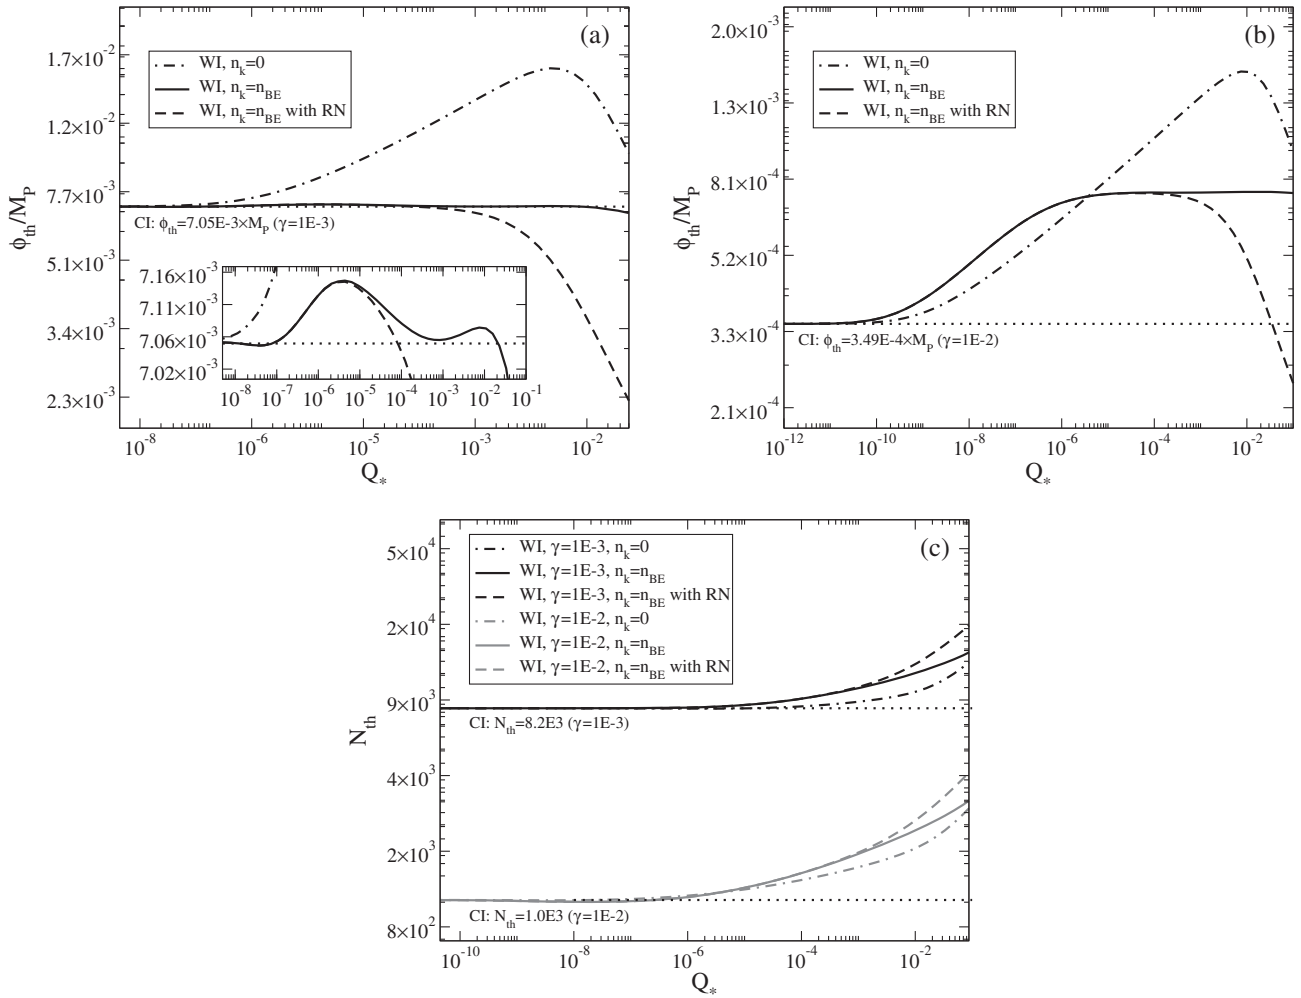 (a)
WI, n_k=0
WI, n_k=n_BE
WI, n_k=n_BE with RN
1.7×10^-2
1.2×10^-2
7.7×10^-3
5.1×10^-3
3.4×10^-3
2.3×10^-3
ϕ_th/M_P
CI: ϕ_th=7.05E-3×M_P (γ=1E-3)
7.16×10^-3
7.11×10^-3
7.06×10^-3
7.02×10^-3
10^-8 10^-7 10^-6 10^-5 10^-4 10^-3 10^-2 10^-1
10^-8 10^-6 10^-5 10^-3 10^-2
Q_*
(b)
WI, n_k=0
WI, n_k=n_BE
WI, n_k=n_BE with RN
2.0×10^-3
1.3×10^-3
8.1×10^-4
5.2×10^-4
3.3×10^-4
2.1×10^-4
ϕ_th/M_P
CI: ϕ_th=3.49E-4×M_P (γ=1E-2)
10^-12 10^-10 10^-8 10^-6 10^-4 10^-2
Q_*
(c)
WI, γ=1E-3, n_k=0
WI, γ=1E-3, n_k=n_BE
WI, γ=1E-3, n_k=n_BE with RN
WI, γ=1E-2, n_k=0
WI, γ=1E-2, n_k=n_BE
WI, γ=1E-2, n_k=n_BE with RN
5×10^4
2×10^4
9×10^3
4×10^3
2×10^3
8×10^2
N_th
CI: N_th=8.2E3 (γ=1E-3)
CI: N_th=1.0E3 (γ=1E-2)
10^-10 10^-8 10^-6 10^-4 10^-2
Q_*